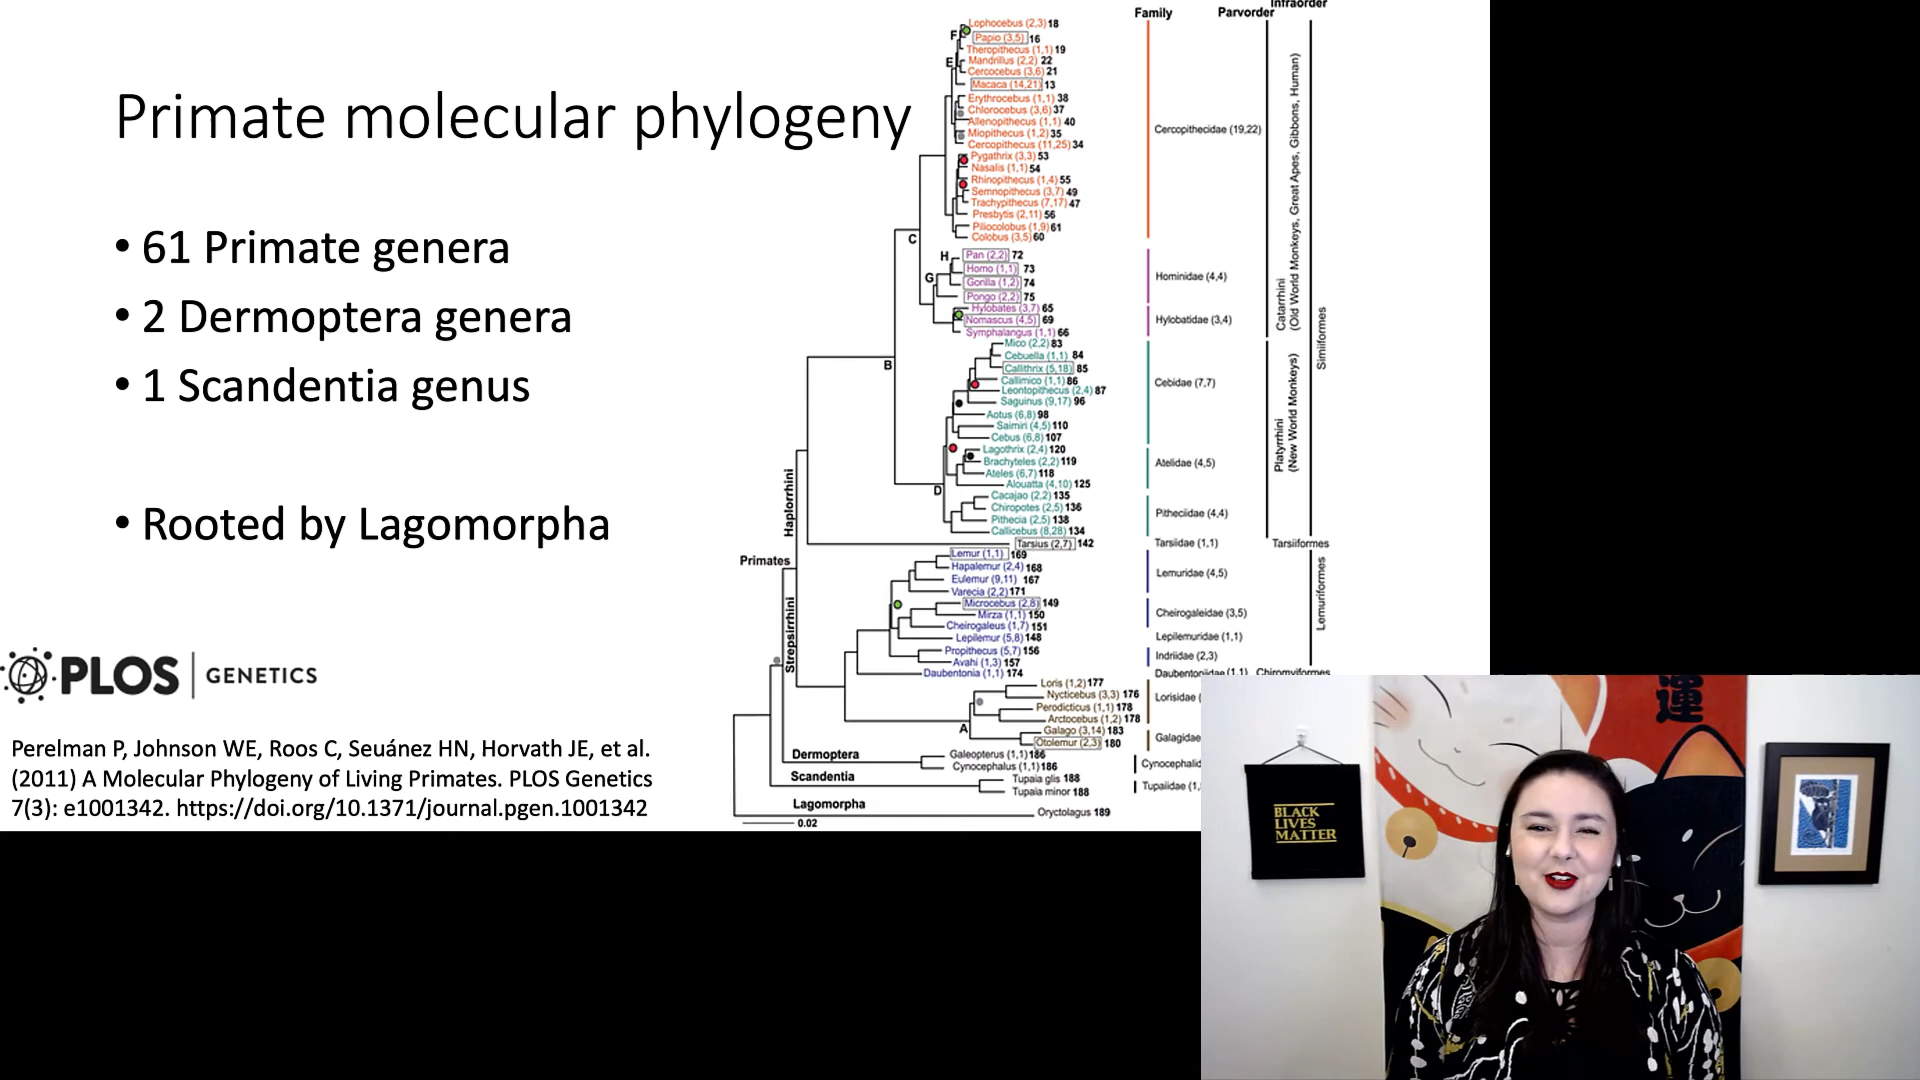 Primate molecular phylogeny
• 61 Primate genera
• 2 Dermoptera genera
• 1 Scandentia genus
• Rooted by Lagomorpha
PLOS | GENETICS
Perelman P, Johnson WE, Roos C, Seuánez HN, Horvath JE, et al.
(2011) A Molecular Phylogeny of Living Primates. PLOS Genetics
7(3): e1001342. https://doi.org/10.1371/journal.pgen.1001342
Family
Parvorder
Infraorder
F
Lophocebus (2,3) 18
Papio (3,5) 16
Theropithecus (1,1) 19
E
Mandrillus (2,2) 22
Cercocebus (3,6) 21
Macaca (14,21) 13
Erythrocebus (1,1) 38
Chlorocebus (3,6) 37
Allenopithecus (1,1) 40
Miopithecus (1,2) 35
Cercopithecus (11,25) 34
Pygathrix (3,3) 53
Nasalis (1,1) 54
Rhinopithecus (1,4) 55
Semnopithecus (3,7) 49
Trachypithecus (7,17) 47
Presbytis (2,11) 56
Piliocolobus (1,9) 61
Colobus (3,5) 60
C
H
Pan (2,2) 72
Homo (1,1) 73
G
Gorilla (1,2) 74
Pongo (2,2) 75
Hylobates (3,7) 65
Nomascus (4,5) 69
Symphalangus (1,1) 66
B
Mico (2,2) 83
Cebuella (1,1) 84
Callithrix (5,18) 85
Callimico (1,1) 86
Leontopithecus (2,4) 87
Saguinus (9,17) 96
Aotus (6,8) 98
Saimiri (4,5) 110
Cebus (6,8) 107
Lagothrix (2,4) 120
Brachyteles (2,2) 119
Ateles (6,7) 118
Alouatta (4,10) 125
D
Cacajao (2,2) 135
Chiropotes (2,5) 136
Pithecia (2,5) 138
Callicebus (8,28) 134
Tarsius (2,7) 142
Lemur (1,1) 169
Hapalemur (2,4) 168
Eulemur (9,11) 167
Varecia (2,2) 171
Microcebus (2,8) 149
Mirza (1,1) 150
Cheirogaleus (1,7) 151
Lepilemur (5,8) 148
Propithecus (5,7) 156
Avahi (1,3) 157
Daubentonia (1,1) 174
Loris (1,2) 177
Nycticebus (3,3) 176
Perodicticus (1,1) 178
Arctocebus (1,2) 178
A
Galago (3,14) 183
Otolemur (2,3) 180
Galeopterus (1,1) 186
Cynocephalus (1,1) 186
Tupaia glis 188
Tupaia minor 188
Oryctolagus 189
Primates
Haplorrhini
Strepsirrhini
Dermoptera
Scandentia
Lagomorpha
0.02
Cercopithecidae (19,22)
Hominidae (4,4)
Hylobatidae (3,4)
Cebidae (7,7)
Atelidae (4,5)
Pitheciidae (4,4)
Tarsiidae (1,1)
Lemuridae (4,5)
Cheirogaleidae (3,5)
Lepilemuridae (1,1)
Indriidae (2,3)
Daubentoniidae (1,1)
Lorisidae (
Galagidae
Cynocephalid
Tupaiidae (1,
Catarrhini
(Old World Monkeys, Great Apes, Gibbons, Human)
Platyrrhini
(New World Monkeys)
Simiiformes
Tarsiiformes
Lemuriformes
Chiromyiformes
運
BLACK
LIVES
MATTER